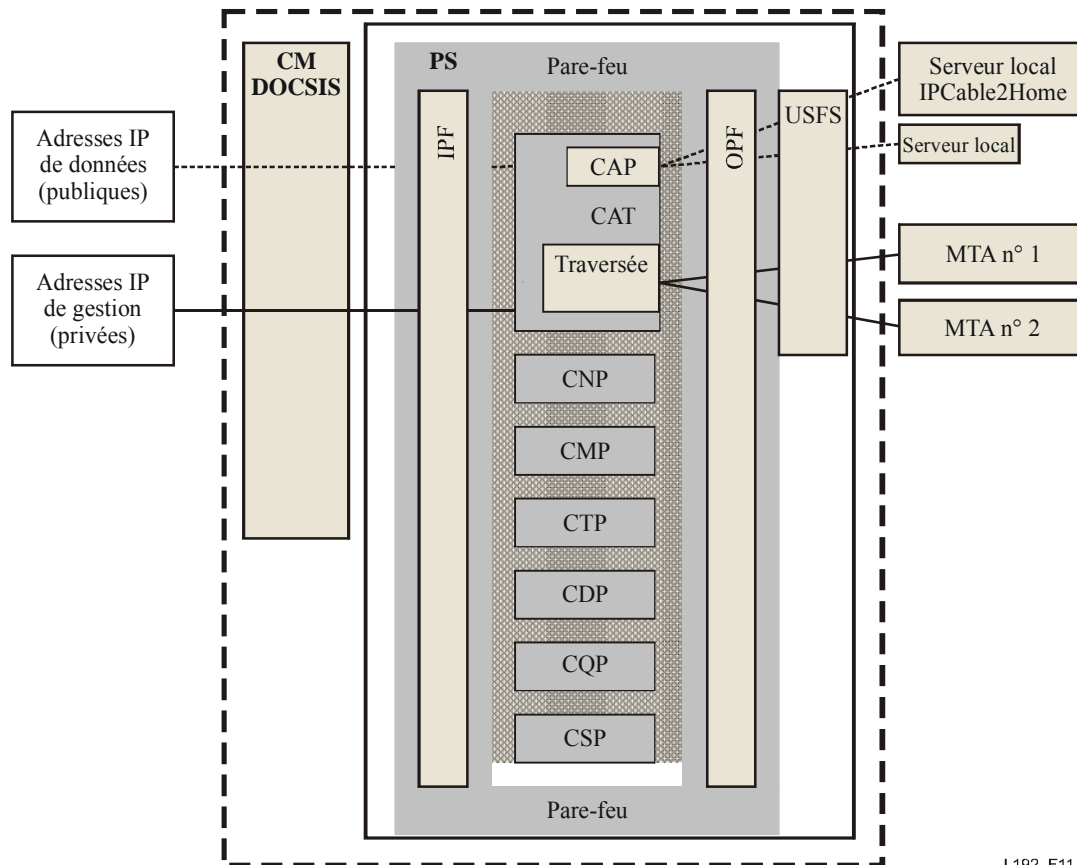 CM
DOCSIS
PS
Pare-feu
Serveur local
IPCable2Home
USFS
Adresses IP
de données
(publiques)
IPF
OPF
Serveur local
CAP
CAT
Traversée
MTA n° 1
Adresses IP
de gestion
(privées)
MTA n° 2
CNP
CMP
CTP
CDP
CQP
CSP
Pare-feu